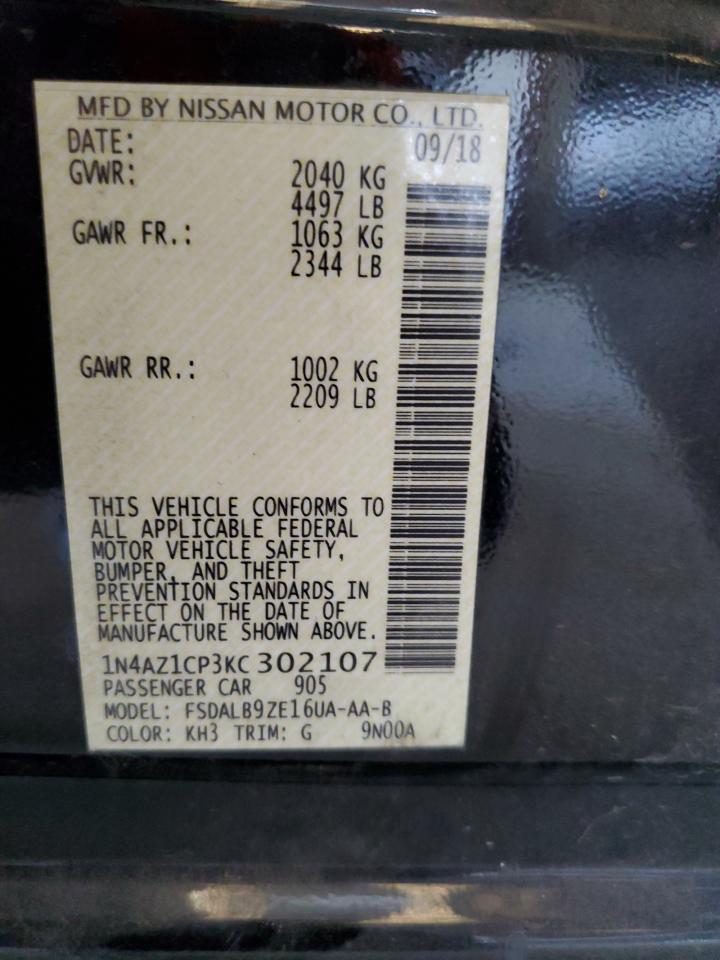 MFD BY NISSAN MOTOR CO., LTD.
DATE: 09/18
GVWR: 2040 KG
4497 LB
GAWR FR.: 1063 KG
2344 LB
GAWR RR.: 1002 KG
2209 LB
THIS VEHICLE CONFORMS TO
ALL APPLICABLE FEDERAL
MOTOR VEHICLE SAFETY,
BUMPER, AND THEFT
PREVENTION STANDARDS IN
EFFECT ON THE DATE OF
MANUFACTURE SHOWN ABOVE.
1N4AZ1CP3KC 302107
PASSENGER CAR 905
MODEL: FSDALB9ZE16UA-AA-B
COLOR: KH3 TRIM: G 9N00A